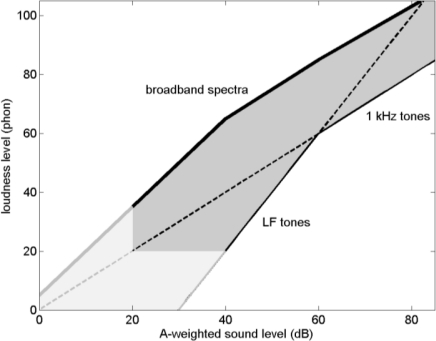 100
80
60
40
20
0
loudness level (phon)
broadband spectra
1 kHz tones
LF tones
0 20 40 60 80
A-weighted sound level (dB)